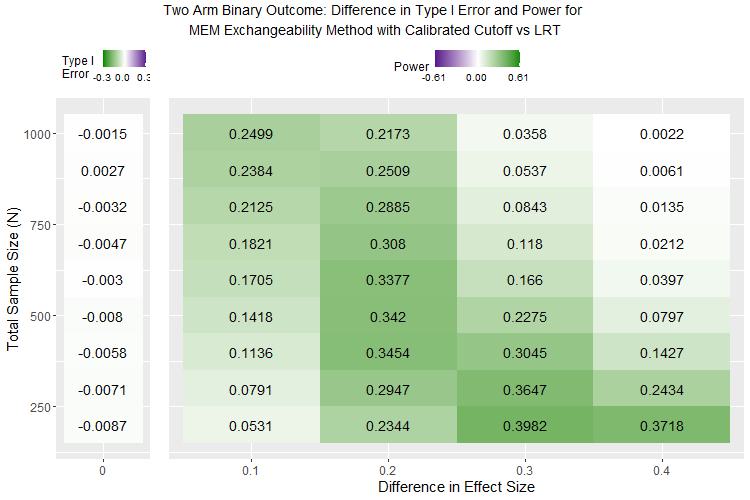 Two Arm Binary Outcome: Difference in Type I Error and Power for
MEM Exchangeability Method with Calibrated Cutoff vs LRT
Type I
Error
-0.3 0.0 0.3
Power
-0.61 0.00 0.61
Total Sample Size (N)
1000 -0.0015 0.2499 0.2173 0.0358 0.0022
0.0027 0.2384 0.2509 0.0537 0.0061
750 -0.0032 0.2125 0.2885 0.0843 0.0135
-0.0047 0.1821 0.308 0.118 0.0212
-0.003 0.1705 0.3377 0.166 0.0397
500 -0.008 0.1418 0.342 0.2275 0.0797
-0.0058 0.1136 0.3454 0.3045 0.1427
-0.0071 0.0791 0.2947 0.3647 0.2434
250 -0.0087 0.0531 0.2344 0.3982 0.3718
0 0.1 0.2 0.3 0.4
Difference in Effect Size